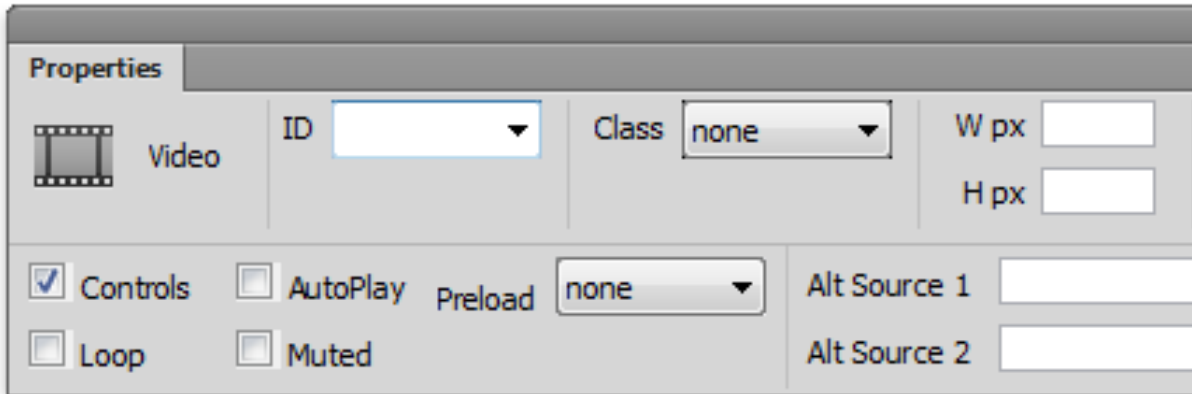 Properties
Video
ID
Class none
W px
H px
Controls
AutoPlay
Preload none
Alt Source 1
Loop
Muted
Alt Source 2